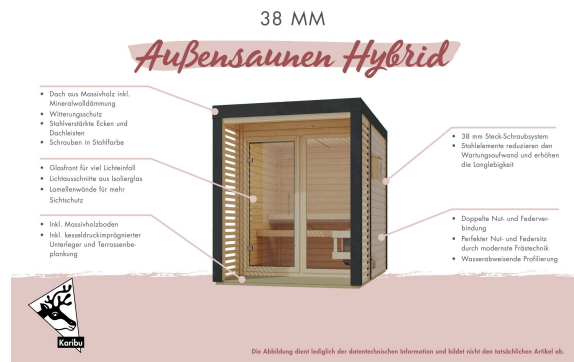 38 MM
Außensaunen Hybrid
• Dach aus Massivholz inkl.
Mineralwolldämmung
• Witterungsschutz
• Stahlverstärkte Ecken und
Dachleisten
• Schrauben in Stahlfarbe
• Glasfront für viel Lichteinfall
• Lichtausschnitte aus Isolierglas
• Lamellenwände für mehr
Sichtschutz
• Inkl. Massivholzboden
• Inkl. kesseldruckimprägnierter
Unterleger und Terrassenbe-
plankung
• 38 mm Steck-Schraubsystem
• Stahlelemente reduzieren den
Wartungsaufwand und erhöhen
die Langlebigkeit
• Doppelte Nut- und Federver-
bindung
• Perfekter Nut- und Federsitz
durch modernste Frästechnik
• Wasserabweisende Profilierung
Karibu
Die Abbildung dient lediglich der datentechnischen Information und bildet nicht den tatsächlichen Artikel ab.